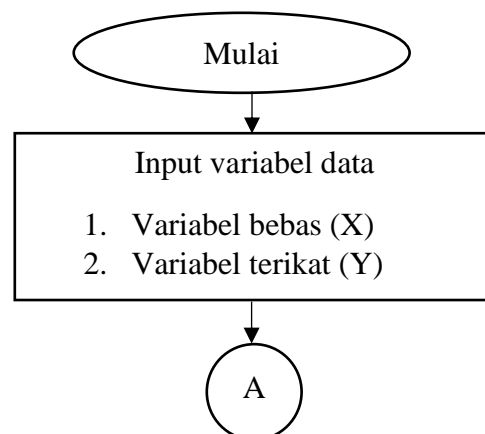 Mulai
Input variabel data
1. Variabel bebas (X)
2. Variabel terikat (Y)
A